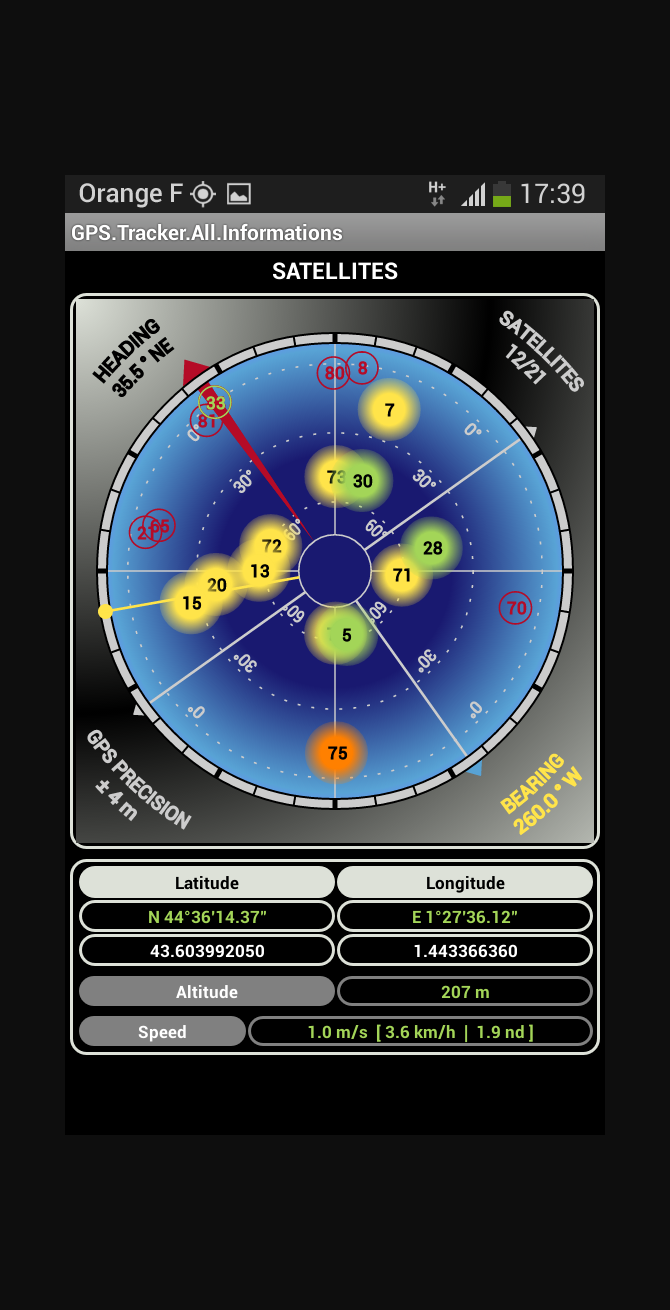 Orange F H+ 17:39
GPS.Tracker.All.Informations
SATELLITES
HEADING
35.5° NE
SATELLITES
12/21
80 8
33
81
7
0°
0°
30°
30°
73 30
60°
60°
65
72
28
13
71
20
15
70
60°
60°
5
30°
30°
0°
0°
75
GPS PRECISION
± 4 m
BEARING
260.0° W
Latitude Longitude
N 44°36'14.37" E 1°27'36.12"
43.603992050 1.443366360
Altitude 207 m
Speed 1.0 m/s [ 3.6 km/h | 1.9 nd ]